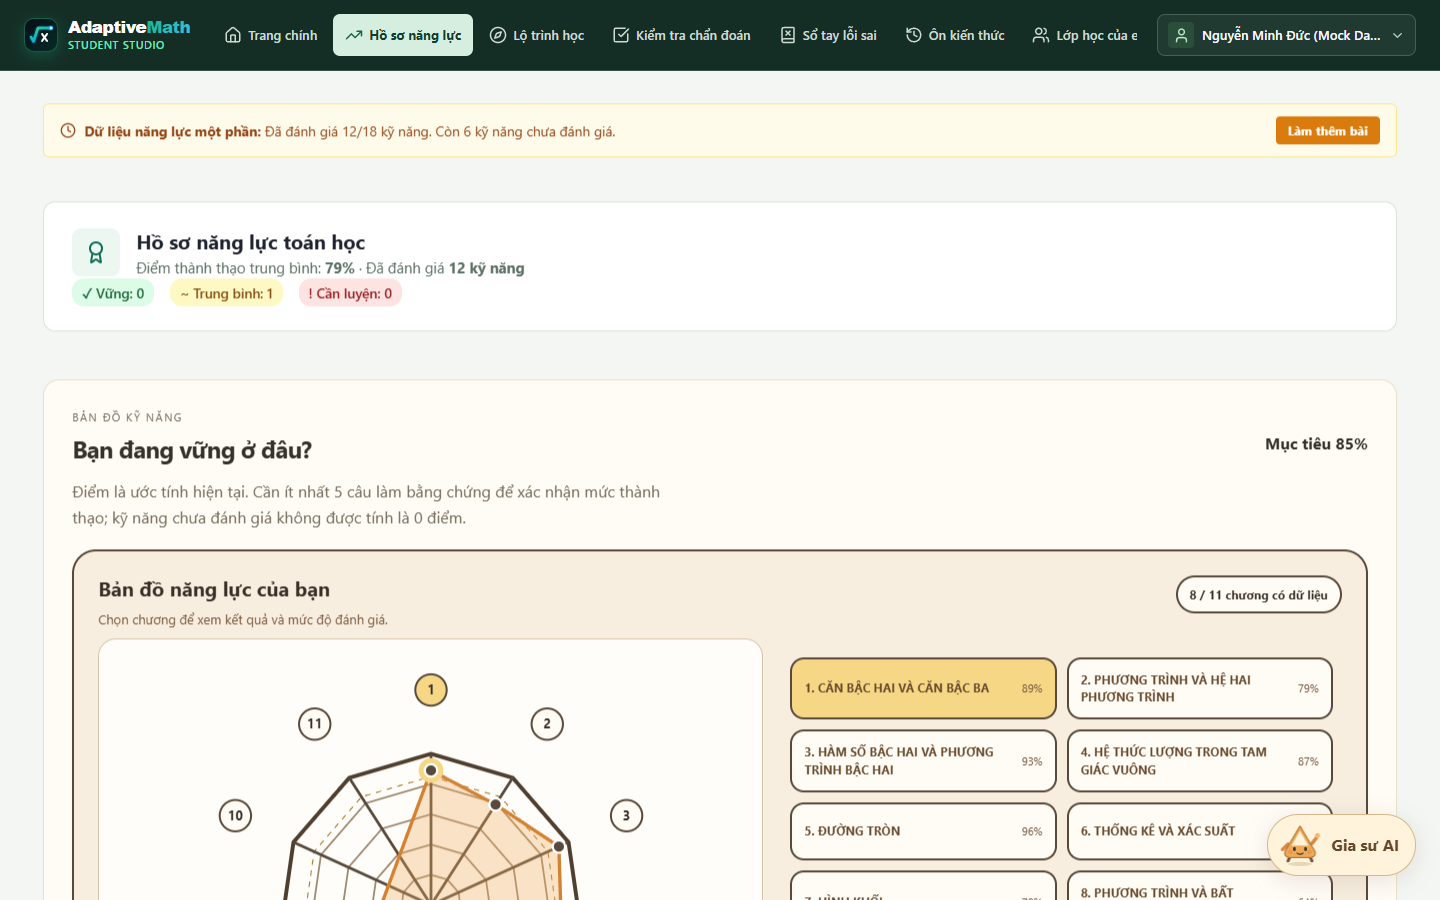 AdaptiveMath
STUDENT STUDIO
Trang chính
Hồ sơ năng lực
Lộ trình học
Kiểm tra chẩn đoán
Sổ tay lỗi sai
Ôn kiến thức
Lớp học của e
Nguyễn Minh Đức (Mock Da...
Dữ liệu năng lực một phần: Đã đánh giá 12/18 kỹ năng. Còn 6 kỹ năng chưa đánh giá.
Làm thêm bài
Hồ sơ năng lực toán học
Điểm thành thạo trung bình: 79% · Đã đánh giá 12 kỹ năng
✓ Vững: 0
~ Trung bình: 1
! Cần luyện: 0
BẢN ĐỒ KỸ NĂNG
Bạn đang vững ở đâu?
Mục tiêu 85%
Điểm là ước tính hiện tại. Cần ít nhất 5 câu làm bằng chứng để xác nhận mức thành
thạo; kỹ năng chưa đánh giá không được tính là 0 điểm.
Bản đồ năng lực của bạn
Chọn chương để xem kết quả và mức độ đánh giá.
8 / 11 chương có dữ liệu
1
11
2
10
3
1. CĂN BẬC HAI VÀ CĂN BẬC BA 89%
2. PHƯƠNG TRÌNH VÀ HỆ HAI
PHƯƠNG TRÌNH 79%
3. HÀM SỐ BẬC HAI VÀ PHƯƠNG
TRÌNH BẬC HAI 93%
4. HỆ THỨC LƯỢNG TRONG TAM
GIÁC VUÔNG 87%
5. ĐƯỜNG TRÒN 96%
6. THỐNG KÊ VÀ XÁC SUẤT
8. PHƯƠNG TRÌNH VÀ BẤT
Gia sư AI